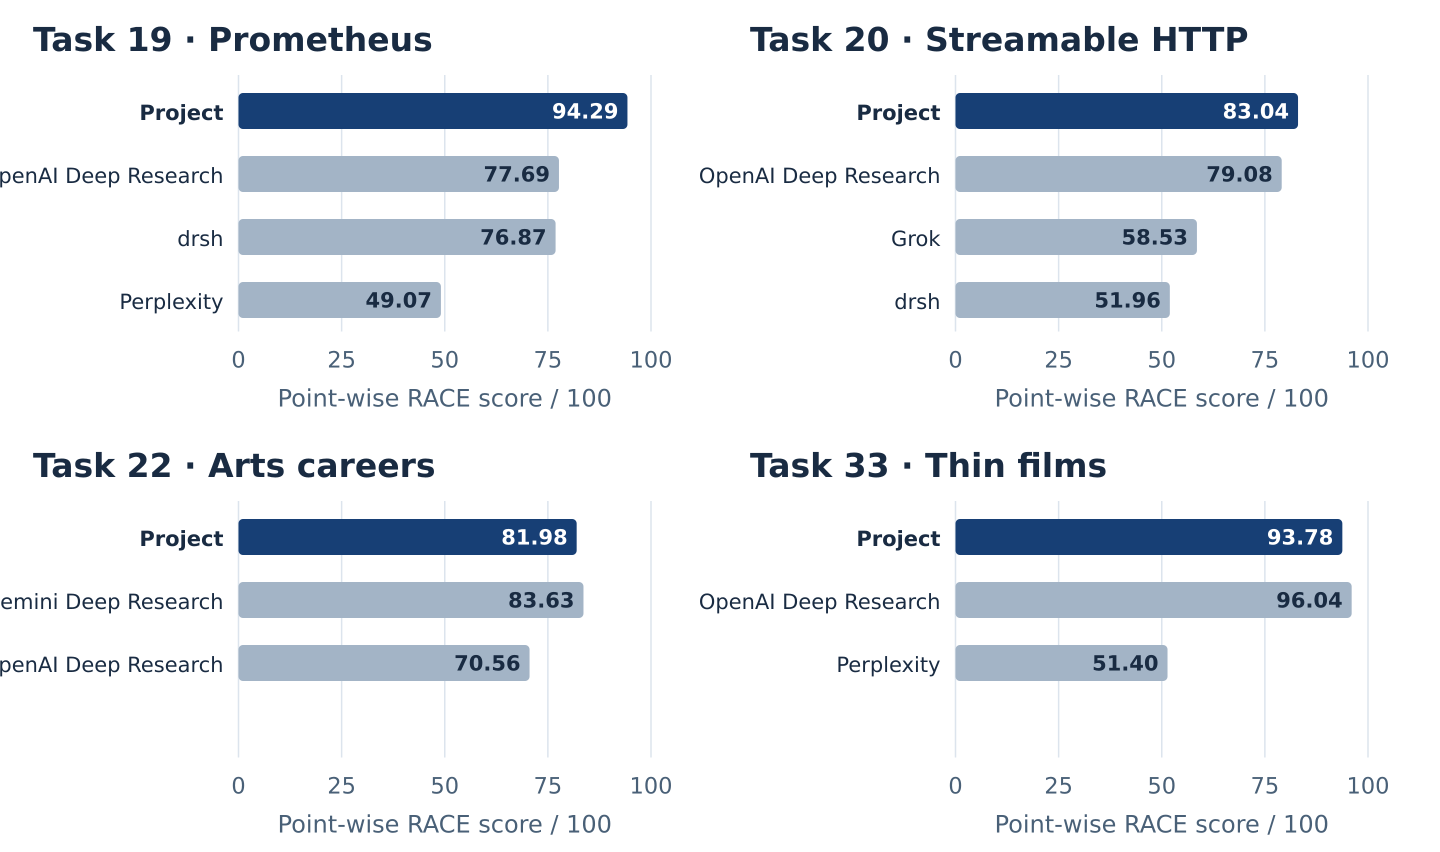 Task 19 · Prometheus
Project 94.29
penAI Deep Research 77.69
drsh 76.87
Perplexity 49.07
0 25 50 75 100
Point-wise RACE score / 100
Task 20 · Streamable HTTP
Project 83.04
OpenAI Deep Research 79.08
Grok 58.53
drsh 51.96
0 25 50 75 100
Point-wise RACE score / 100
Task 22 · Arts careers
Project 81.98
emini Deep Research 83.63
penAI Deep Research 70.56
0 25 50 75 100
Point-wise RACE score / 100
Task 33 · Thin films
Project 93.78
OpenAI Deep Research 96.04
Perplexity 51.40
0 25 50 75 100
Point-wise RACE score / 100